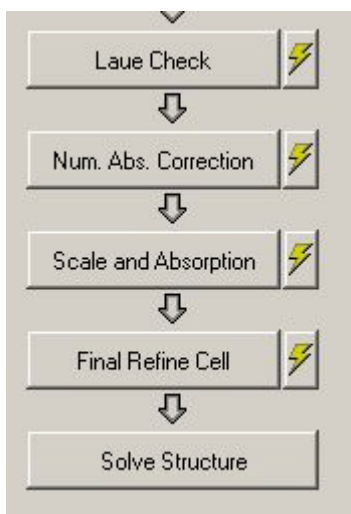 Laue Check
Num. Abs. Correction
Scale and Absorption
Final Refine Cell
Solve Structure